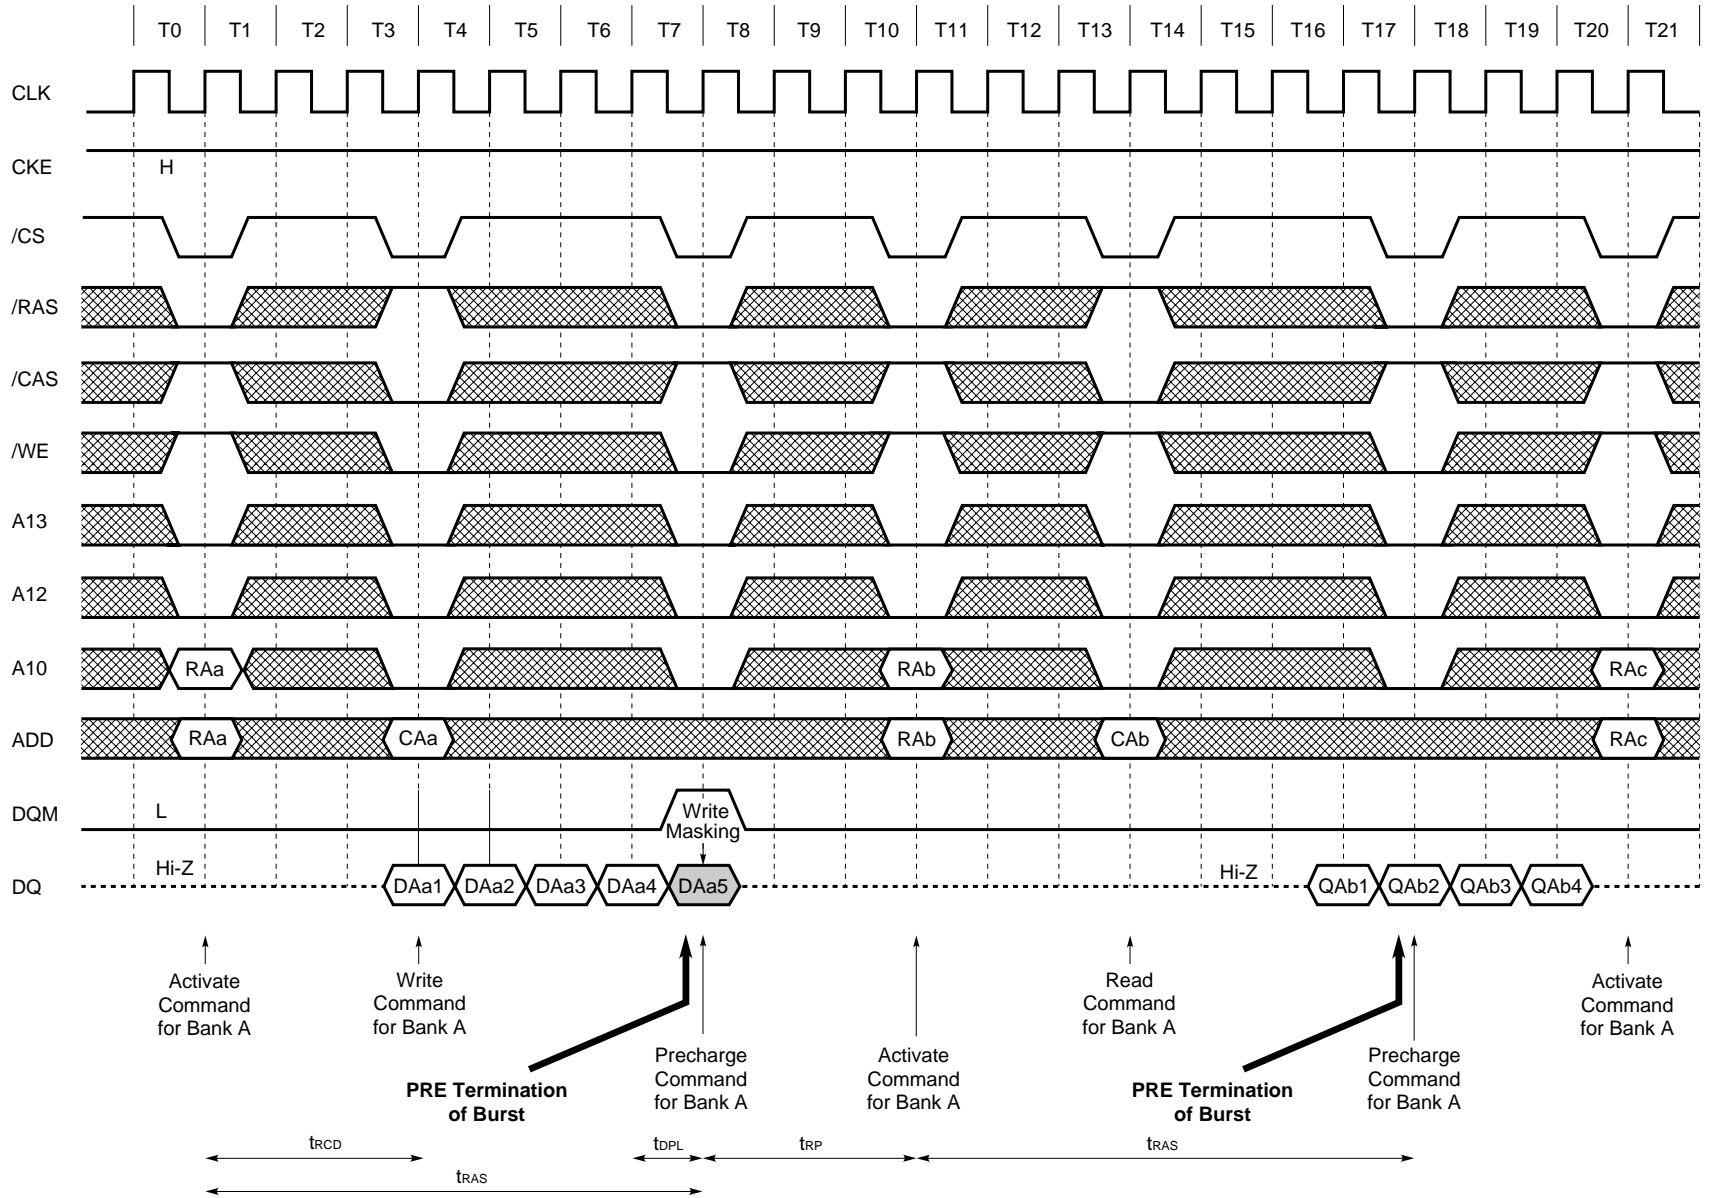 T0 T1 T2 T3 T4 T5 T6 T7 T8 T9 T10 T11 T12 T13 T14 T15 T16 T17 T18 T19 T20 T21
CLK
CKE H
/CS
/RAS
/CAS
/WE
A13
A12
A10 RAa RAb RAc
ADD RAa CAa RAb CAb RAc
DQM L Write
Masking
DQ Hi-Z DAa1 DAa2 DAa3 DAa4 DAa5 Hi-Z QAb1 QAb2 QAb3 QAb4
Activate
Command
for Bank A
Write
Command
for Bank A
PRE Termination
of Burst
Precharge
Command
for Bank A
Activate
Command
for Bank A
Read
Command
for Bank A
PRE Termination
of Burst
Precharge
Command
for Bank A
Activate
Command
for Bank A
tRCD tDPL tRP tRAS
tRAS